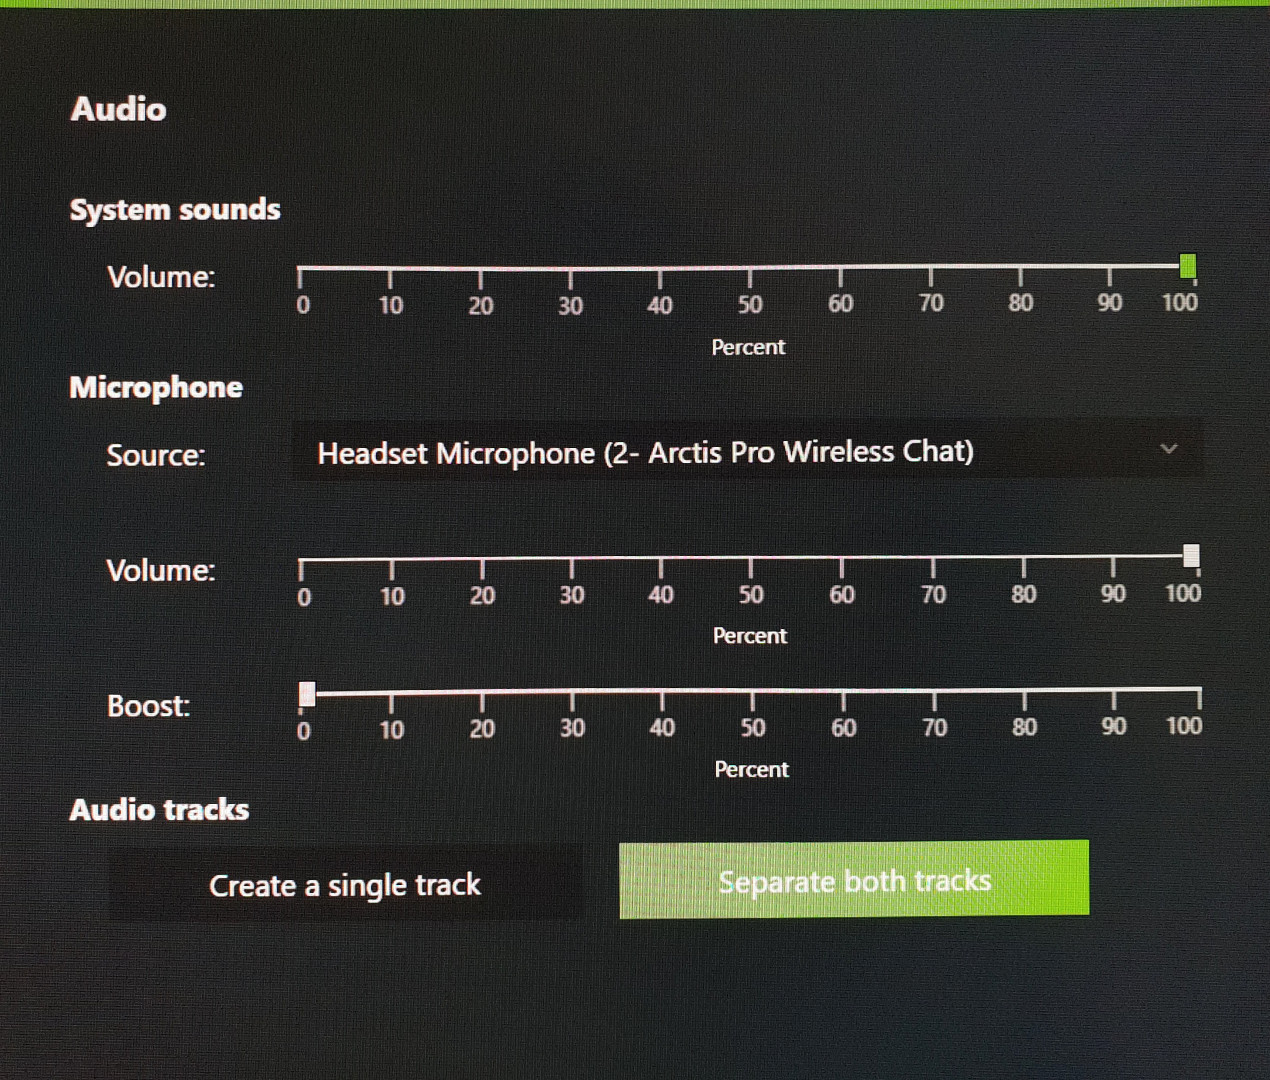 Audio
System sounds
Volume:
0 10 20 30 40 50 60 70 80 90 100
Percent
Microphone
Source: Headset Microphone (2- Arctis Pro Wireless Chat)
Volume:
0 10 20 30 40 50 60 70 80 90 100
Percent
Boost:
0 10 20 30 40 50 60 70 80 90 100
Percent
Audio tracks
Create a single track Separate both tracks